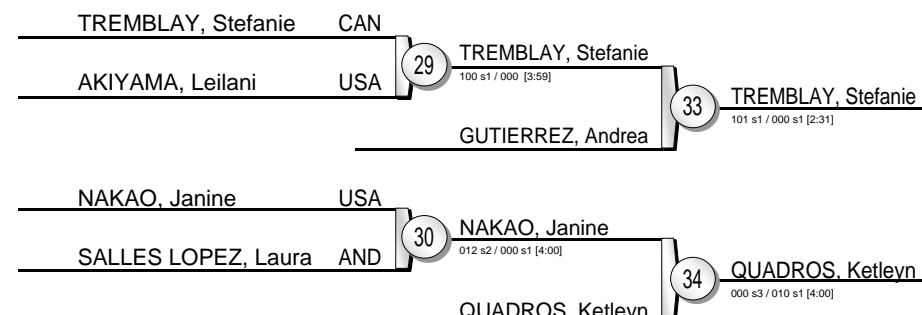 TREMBLAY, Stefanie CAN
AKIYAMA, Leilani USA
29
TREMBLAY, Stefanie
100 s1 / 000 [3:59]
GUTIERREZ, Andrea
33
TREMBLAY, Stefanie
101 s1 / 000 s1 [2:31]
NAKAO, Janine USA
SALLES LOPEZ, Laura AND
30
NAKAO, Janine
012 s2 / 000 s1 [4:00]
QUADROS, Ketleyn
34
QUADROS, Ketleyn
000 s3 / 010 s1 [4:00]